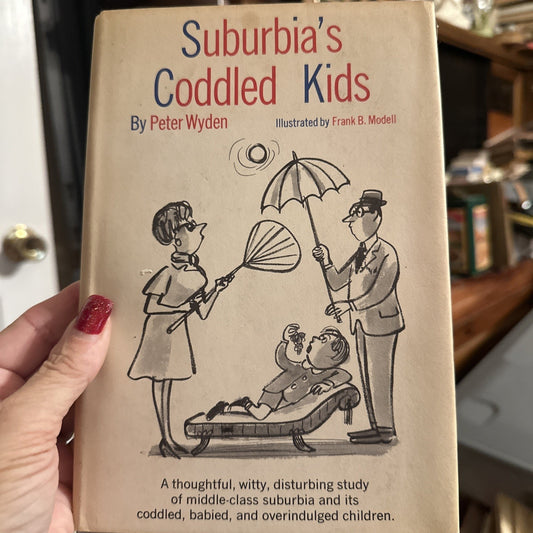 Suburbia's
Coddled Kids
By Peter Wyden
Illustrated by Frank B. Modell
A thoughtful, witty, disturbing study
of middle-class suburbia and its
coddled, babied, and overindulged children.